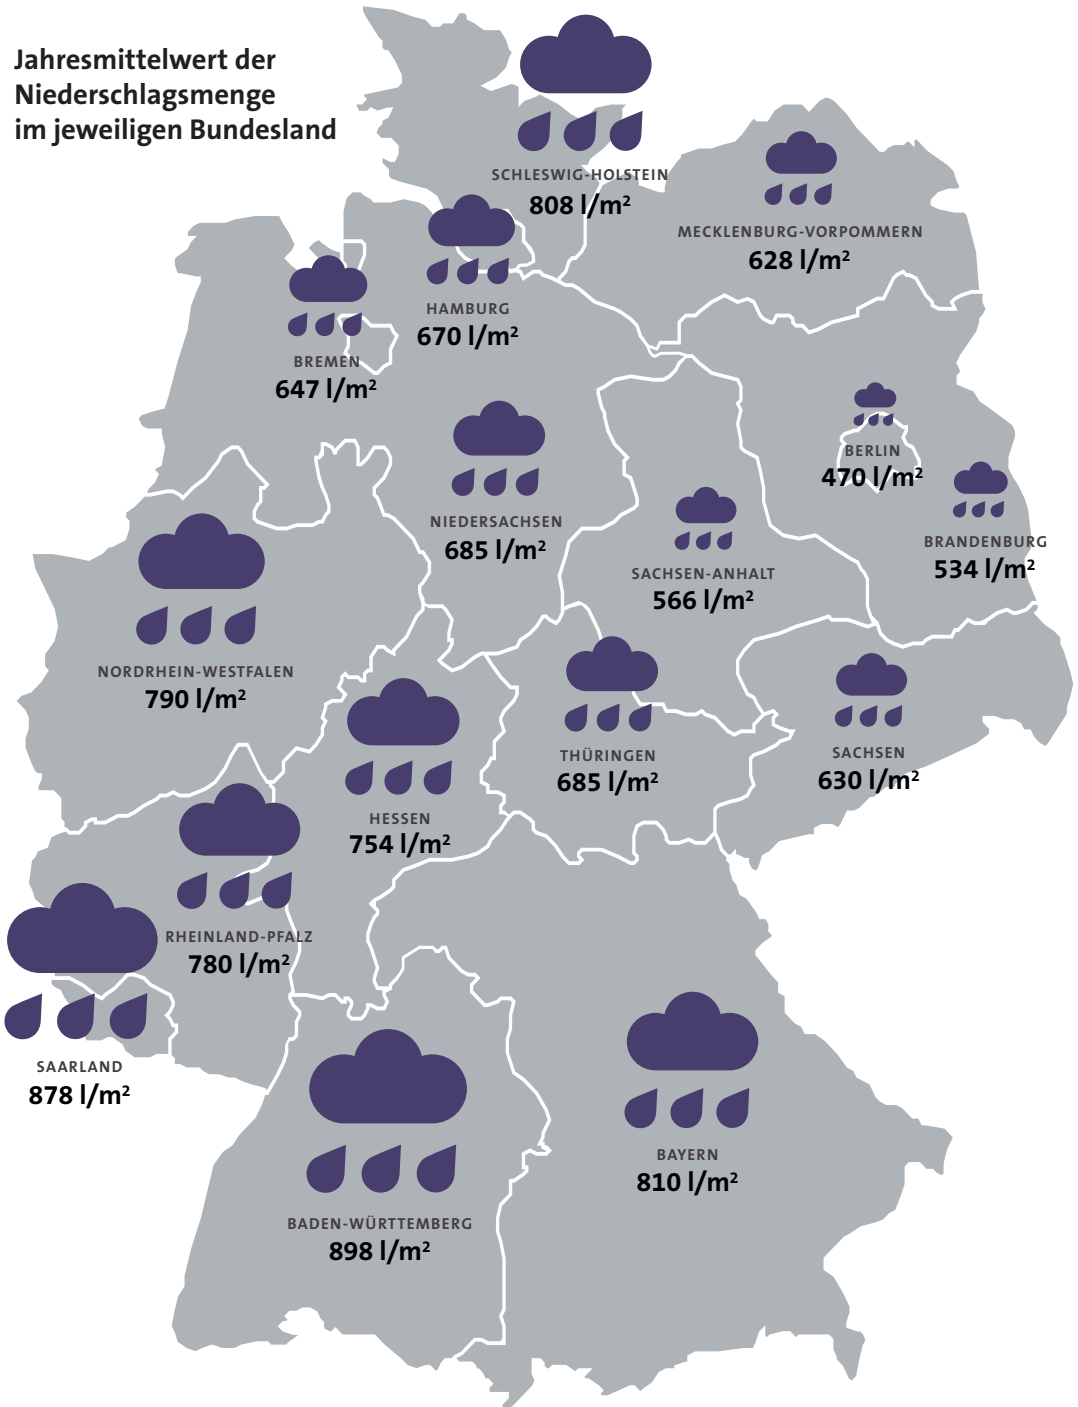 Jahresmittelwert der
Niederschlagsmenge
im jeweiligen Bundesland
SCHLESWIG-HOLSTEIN
808 l/m²
MECKLENBURG-VORPOMMERN
628 l/m²
HAMBURG
670 l/m²
BREMEN
647 l/m²
BERLIN
470 l/m²
NIEDERSACHSEN
685 l/m²
BRANDENBURG
534 l/m²
SACHSEN-ANHALT
566 l/m²
NORDRHEIN-WESTFALEN
790 l/m²
THÜRINGEN
685 l/m²
SACHSEN
630 l/m²
HESSEN
754 l/m²
RHEINLAND-PFALZ
780 l/m²
SAARLAND
878 l/m²
BAYERN
810 l/m²
BADEN-WÜRTTEMBERG
898 l/m²